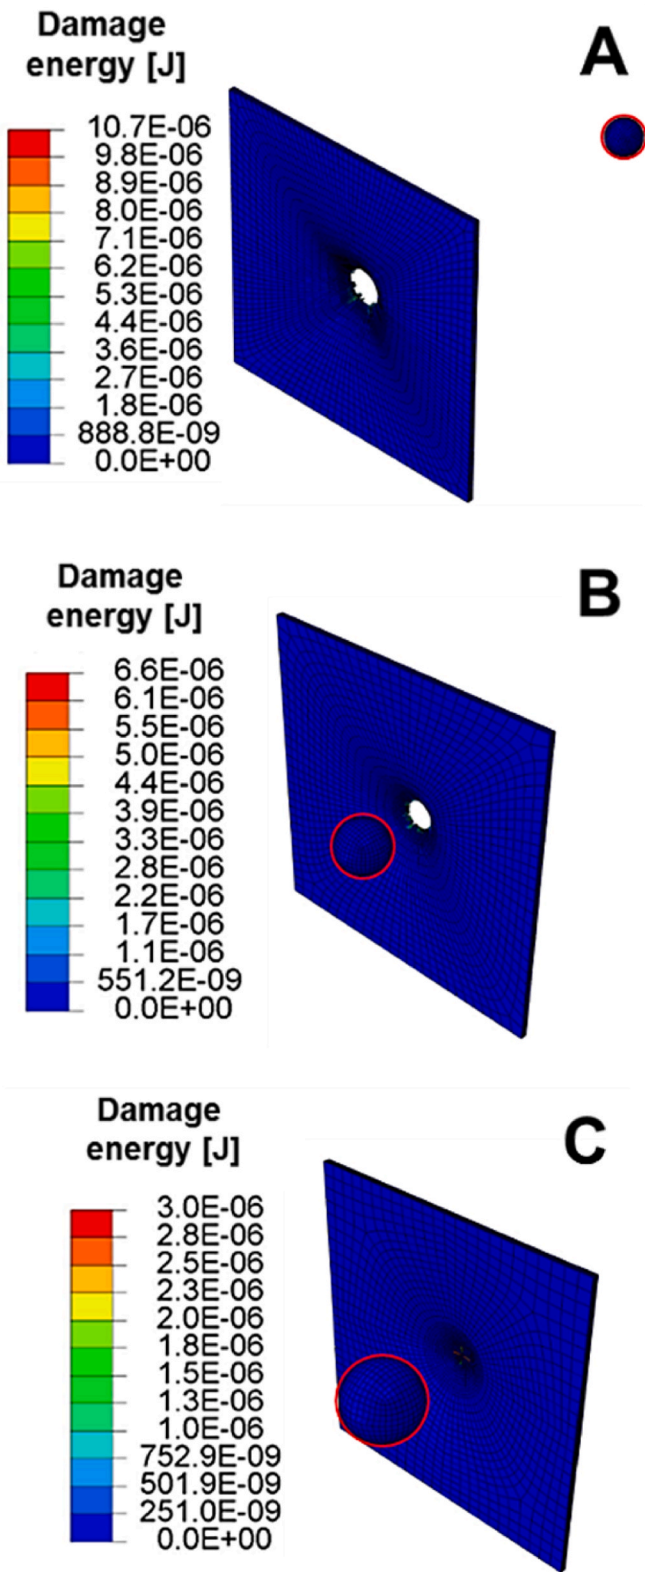 Damage
energy [J]
A
10.7E-06
9.8E-06
8.9E-06
8.0E-06
7.1E-06
6.2E-06
5.3E-06
4.4E-06
3.6E-06
2.7E-06
1.8E-06
888.8E-09
0.0E+00
Damage
energy [J]
B
6.6E-06
6.1E-06
5.5E-06
5.0E-06
4.4E-06
3.9E-06
3.3E-06
2.8E-06
2.2E-06
1.7E-06
1.1E-06
551.2E-09
0.0E+00
Damage
energy [J]
C
3.0E-06
2.8E-06
2.5E-06
2.3E-06
2.0E-06
1.8E-06
1.5E-06
1.3E-06
1.0E-06
752.9E-09
501.9E-09
251.0E-09
0.0E+00